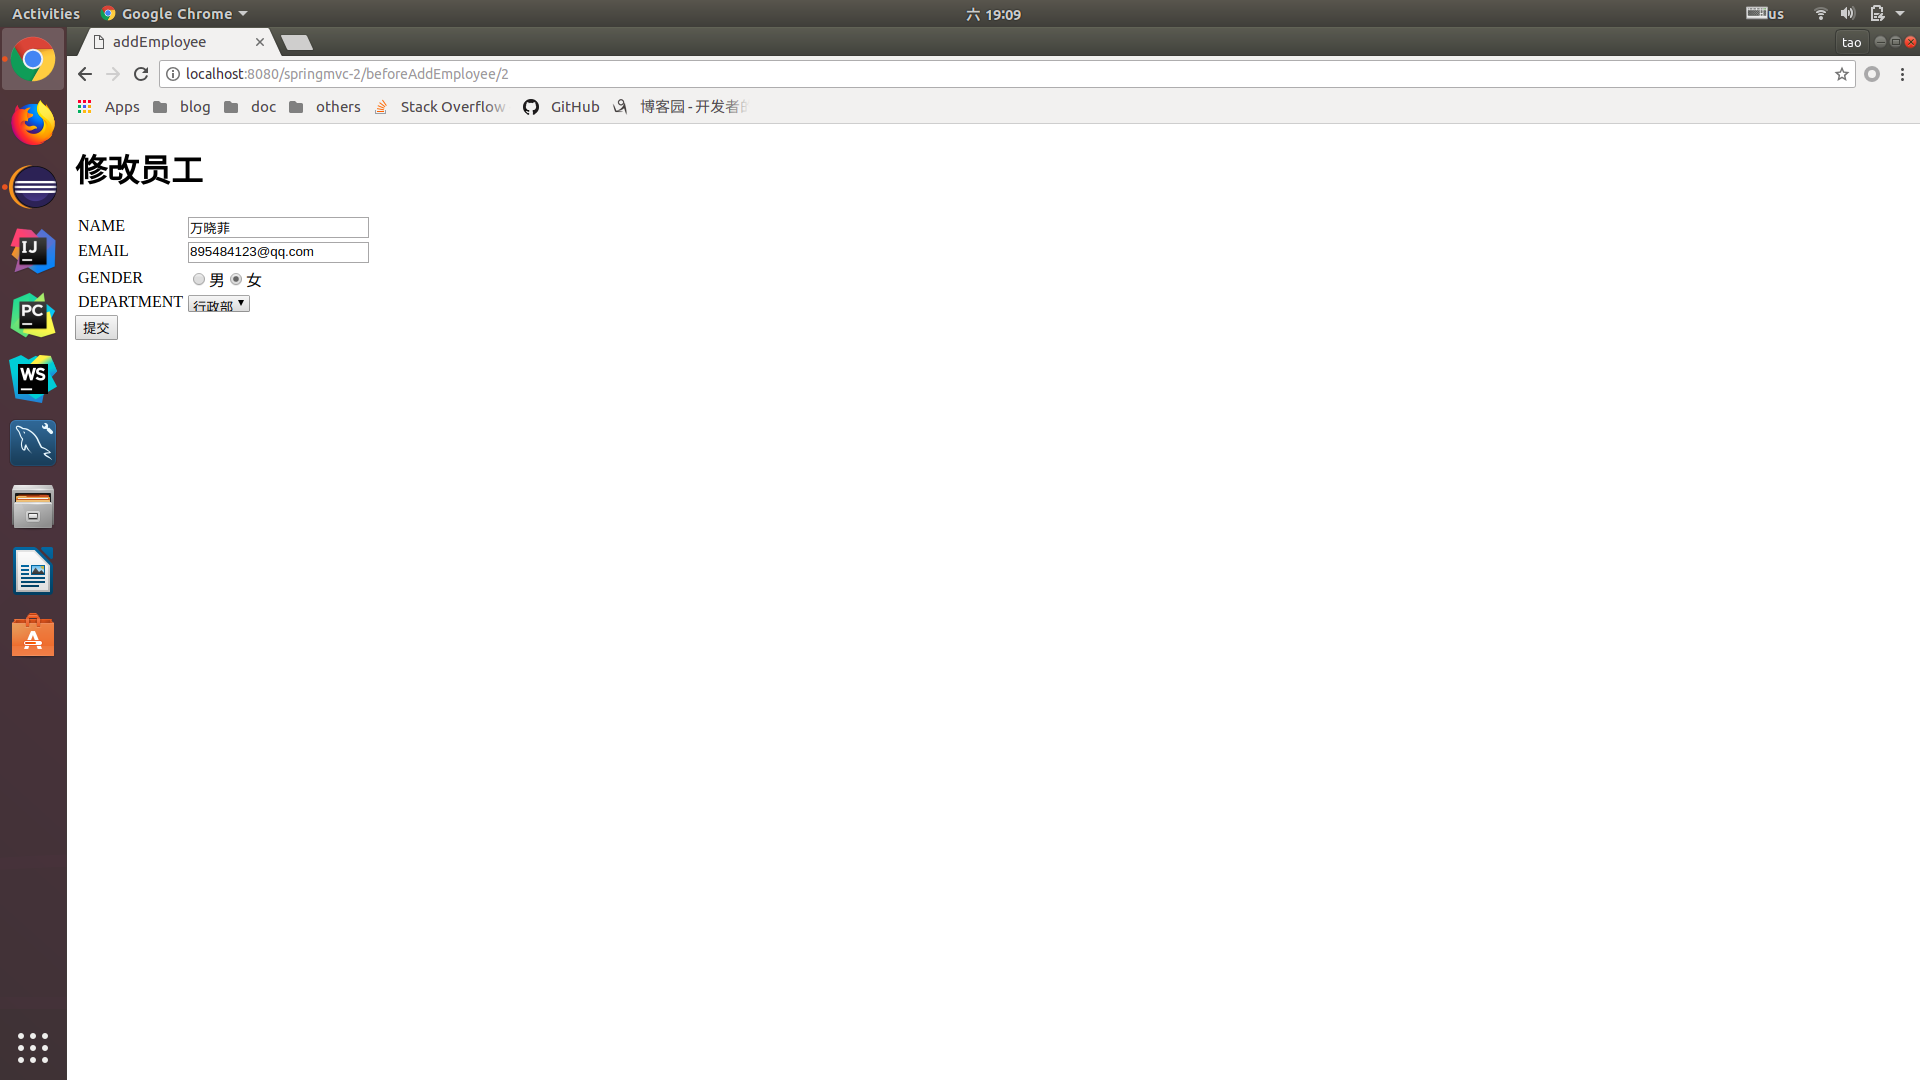 Activities Google Chrome 六 19:09 us
addEmployee tao
localhost:8080/springmvc-2/beforeAddEmployee/2
Apps blog doc others Stack Overflow GitHub 博客园 - 开发者的
修改员工
NAME 万晓菲
EMAIL 895484123@qq.com
GENDER 男 女
DEPARTMENT 行政部
提交
IJ
PC
WS